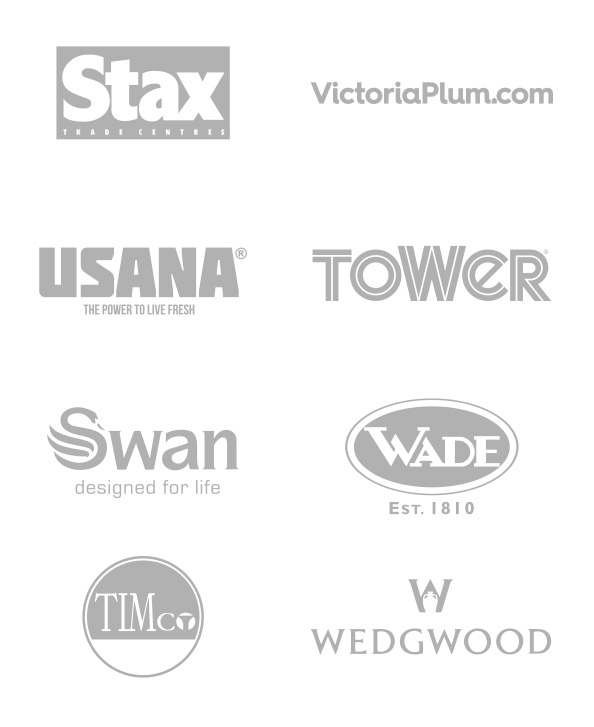 Stax
TRADE CENTRES
VictoriaPlum.com
USANA®
THE POWER TO LIVE FRESH
TOWER®
Swan
designed for life
WADE
EST. 1810
TIMco
W
WEDGWOOD